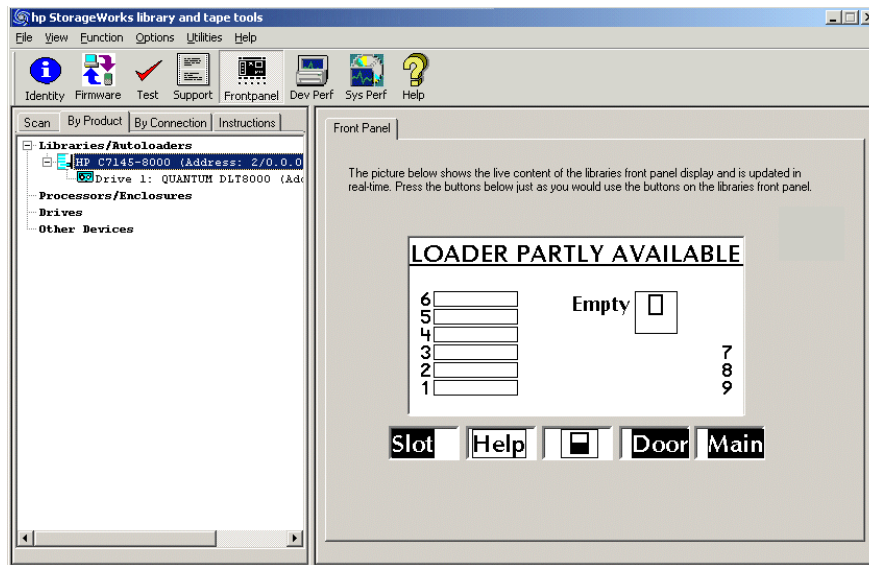 hp StorageWorks library and tape tools
File View Function Options Utilities Help
Identity Firmware Test Support Frontpanel Dev Perf Sys Perf Help
Scan By Product By Connection Instructions
Libraries/Autoloaders
HP C7145-8000 (Address: 2/0.0.0
Drive 1: QUANTUM DLT8000 (Add
Processors/Enclosures
Drives
Other Devices
Front Panel
The picture below shows the live content of the libraries front panel display and is updated in
real-time. Press the buttons below just as you would use the buttons on the libraries front panel.
LOADER PARTLY AVAILABLE
6
5
4
3
2
1
Empty
7
8
9
Slot Help Door Main